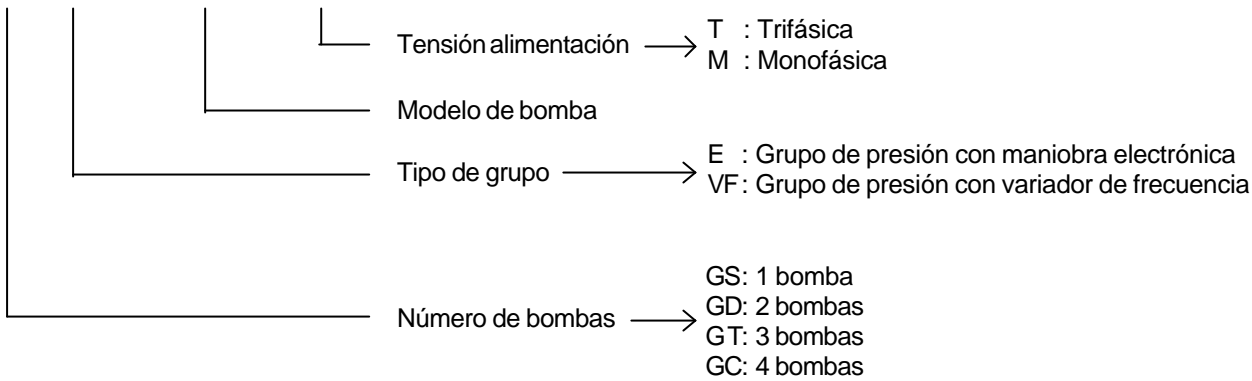 Tensión alimentación
T : Trifásica
M : Monofásica
Modelo de bomba
Tipo de grupo
E : Grupo de presión con maniobra electrónica
VF: Grupo de presión con variador de frecuencia
Número de bombas
GS: 1 bomba
GD: 2 bombas
GT: 3 bombas
GC: 4 bombas